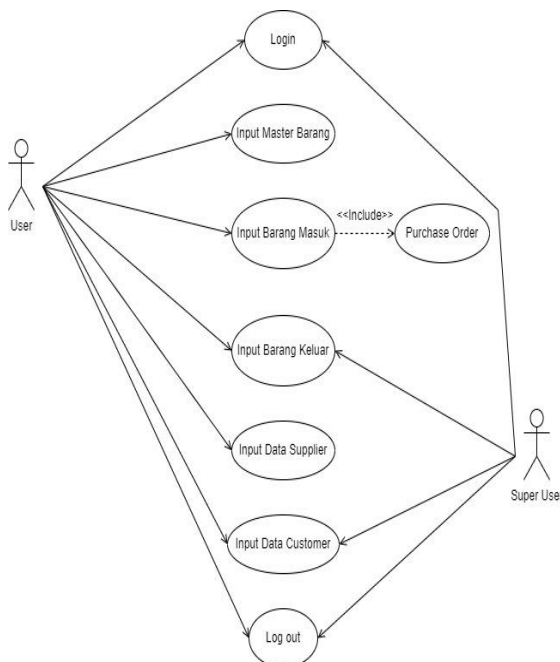 Login
Input Master Barang
User
Input Barang Masuk
<<Include>>
Purchase Order
Input Barang Keluar
Input Data Supplier
Super User
Input Data Customer
Log out